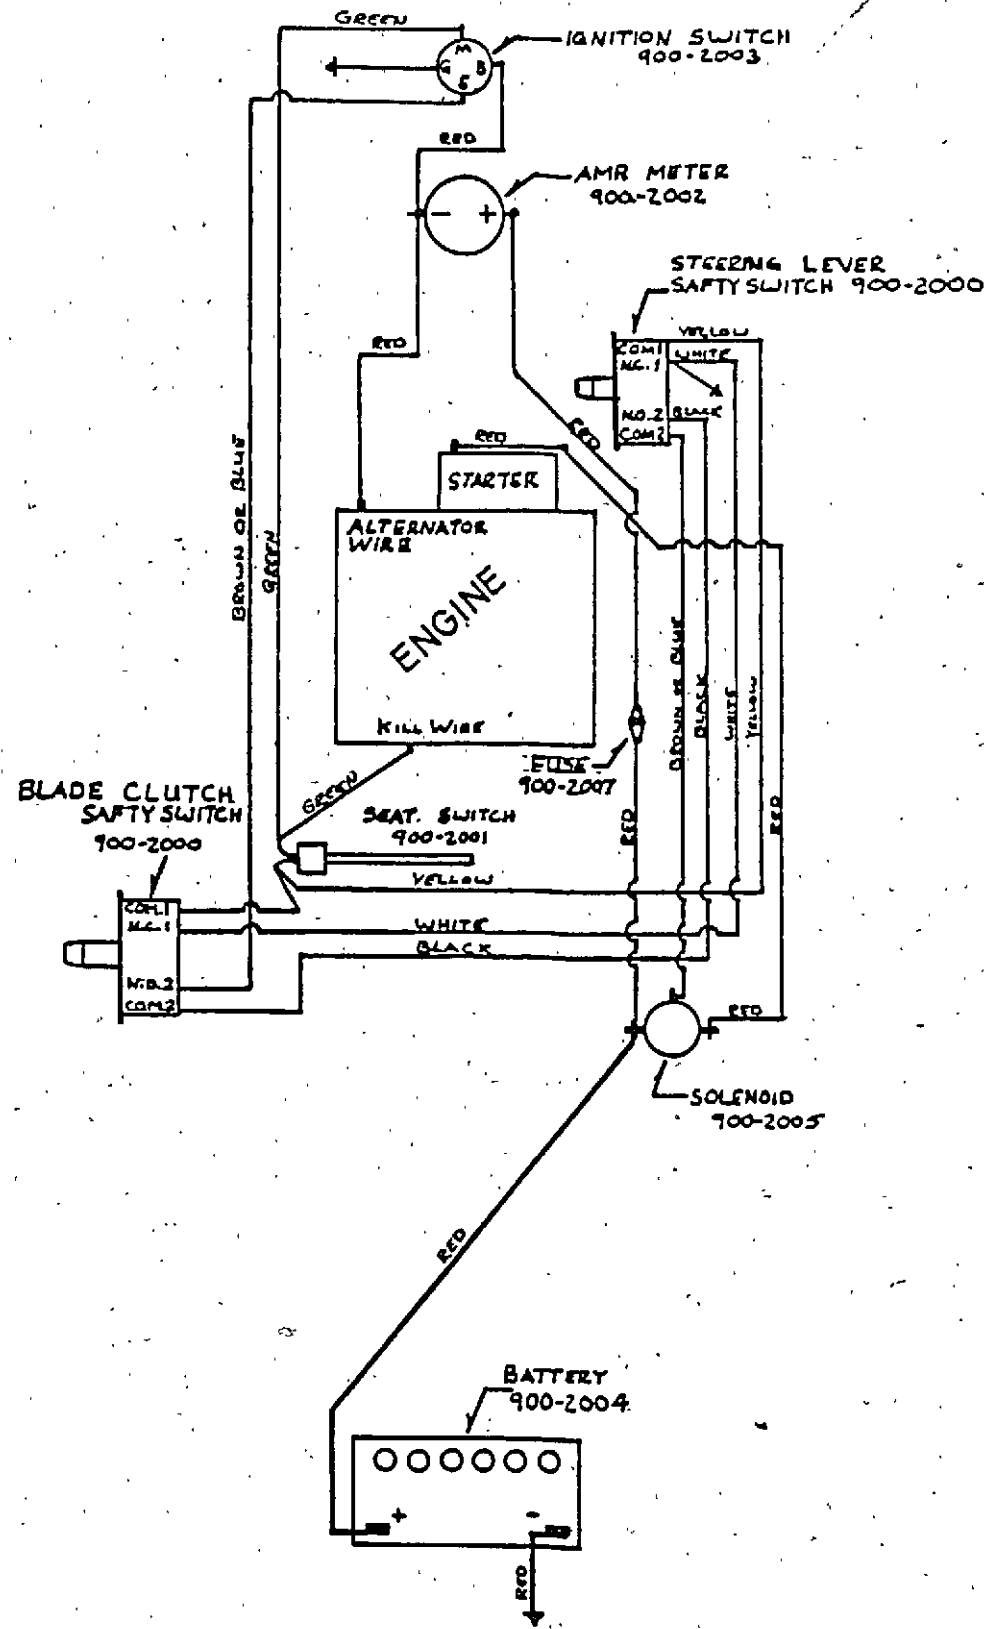 GREEN
IGNITION SWITCH
900-2003
M
G
B
S
RED
AMR METER
900-2002
- +
STEERING LEVER
SAFTY SWITCH 900-2000
YELLOW
COM1
WHITE
N.C.1
N.O.2
BLACK
COM2
RED
RED
RED
STARTER
ALTERNATOR
WIRE
ENGINE
KILL WIRE
BROWN OR BLUE
GREEN
BROWN OR BLUE
BLACK
WHITE
YELLOW
FUSE
900-2007
RED
RED
GREEN
BLADE CLUTCH
SAFTY SWITCH
900-2000
SEAT SWITCH
900-2001
YELLOW
COM.1
N.C.1
WHITE
BLACK
N.O.2
COM2
RED
SOLENOID
900-2005
RED
BATTERY
900-2004
+ -
RED